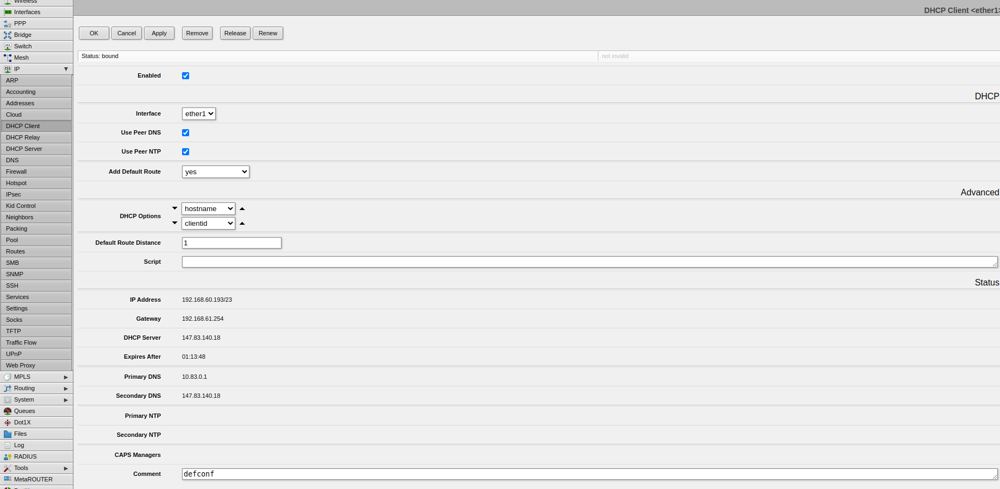 Wireless
Interfaces
PPP
Bridge
Switch
Mesh
IP
ARP
Accounting
Addresses
Cloud
DHCP Client
DHCP Relay
DHCP Server
DNS
Firewall
Hotspot
IPsec
Kid Control
Neighbors
Packing
Pool
Routes
SMB
SNMP
SSH
Services
Settings
Socks
TFTP
Traffic Flow
UPnP
Web Proxy
MPLS
Routing
System
Queues
Dot1X
Files
Log
RADIUS
Tools
MetaROUTER
DHCP Client <ether1>
OK Cancel Apply Remove Release Renew
Status: bound not invalid
Enabled
DHCP
Interface ether1
Use Peer DNS
Use Peer NTP
Add Default Route yes
Advanced
DHCP Options hostname
clientid
Default Route Distance 1
Script
Status
IP Address 192.168.60.193/23
Gateway 192.168.61.254
DHCP Server 147.83.140.18
Expires After 01:13:48
Primary DNS 10.83.0.1
Secondary DNS 147.83.140.18
Primary NTP
Secondary NTP
CAPS Managers
Comment defconf